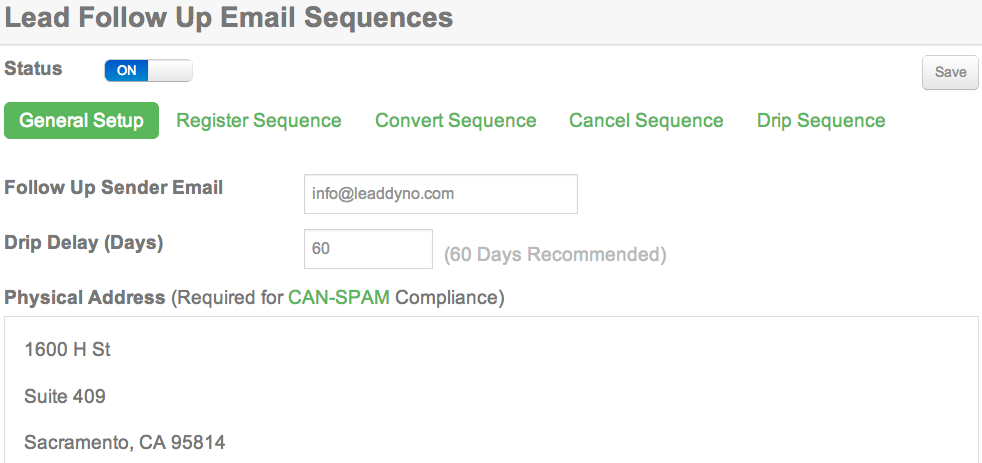 Lead Follow Up Email Sequences
Status ON Save
General Setup Register Sequence Convert Sequence Cancel Sequence Drip Sequence
Follow Up Sender Email info@leaddyno.com
Drip Delay (Days) 60 (60 Days Recommended)
Physical Address (Required for CAN-SPAM Compliance)
1600 H St
Suite 409
Sacramento, CA 95814